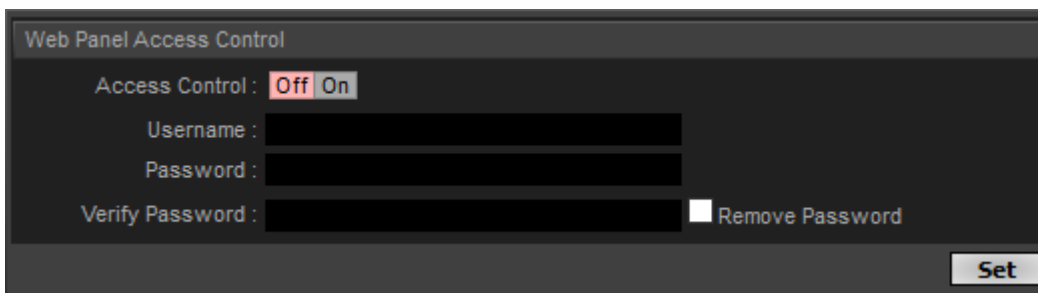 Web Panel Access Control
Access Control : Off On
Username :
Password :
Verify Password : Remove Password
Set